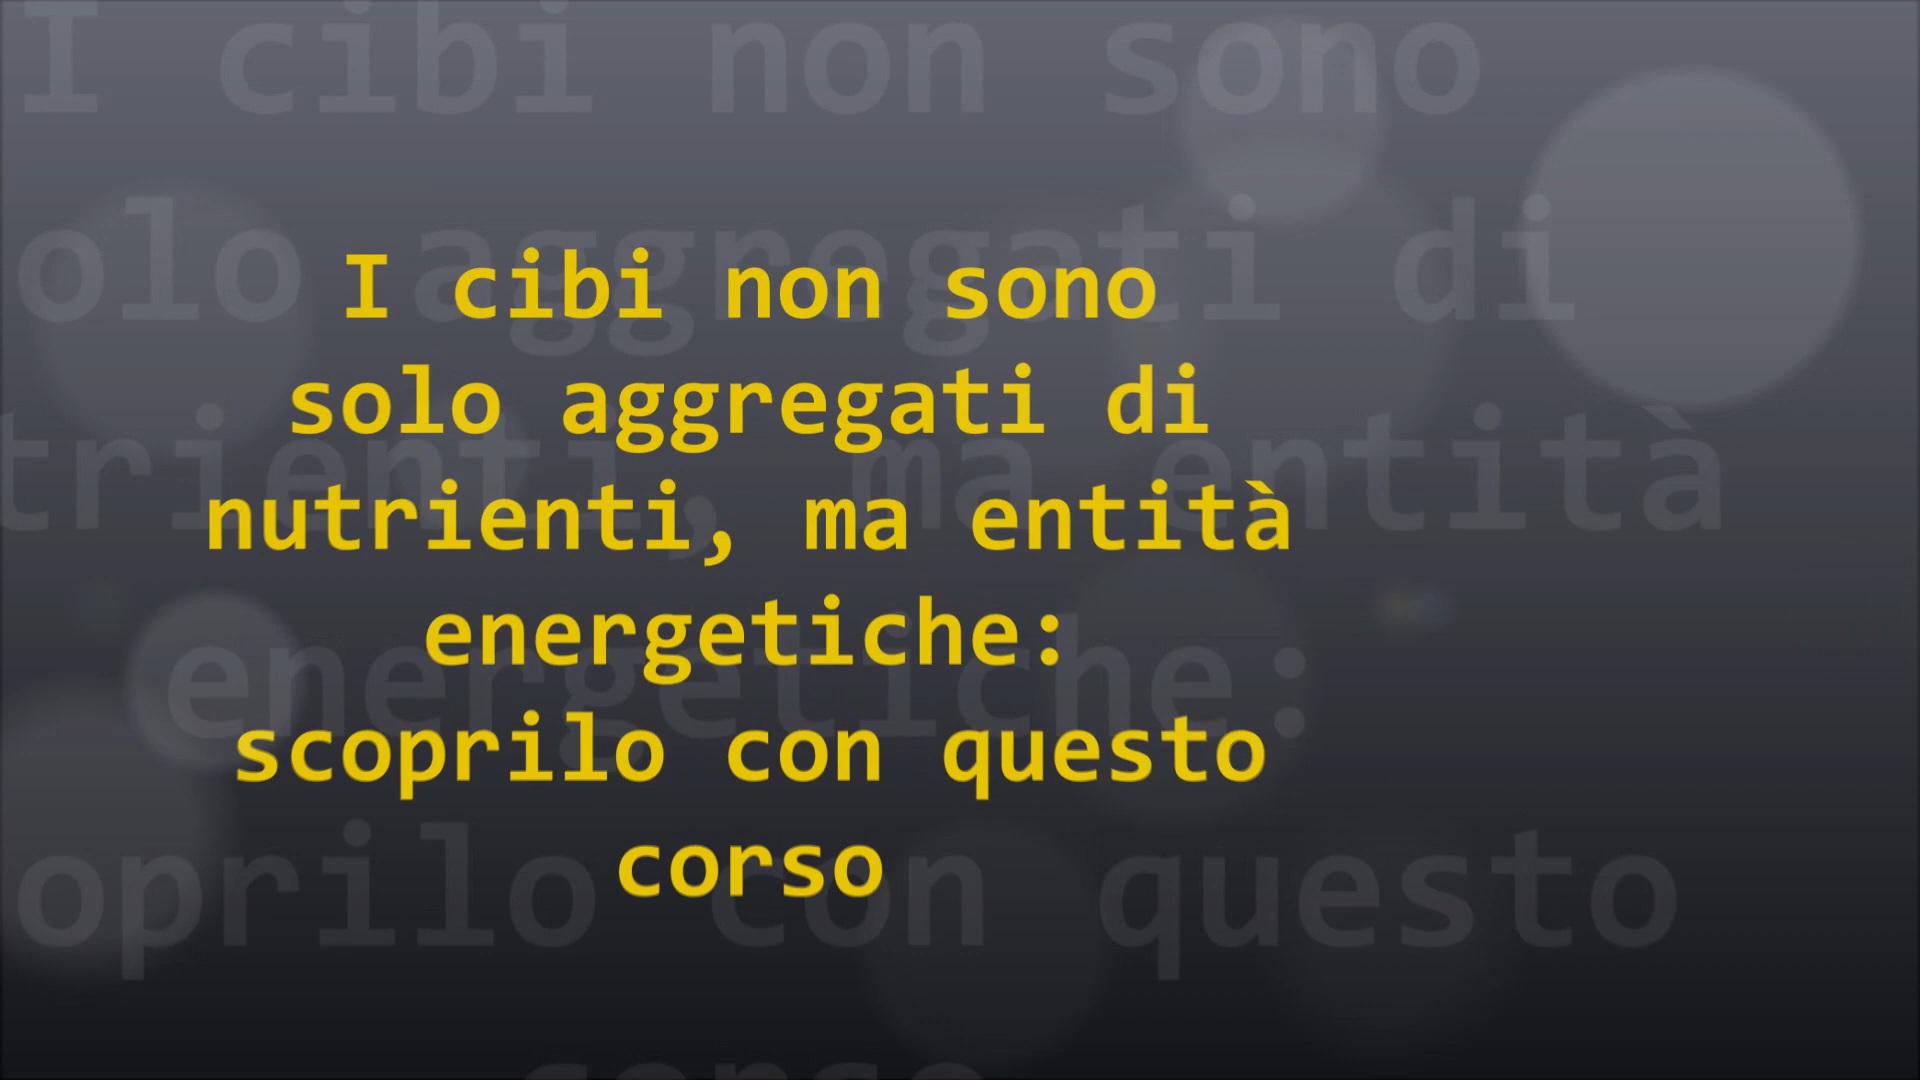 I cibi non sono
solo aggregati di
nutrienti, ma entità
energetiche:
scoprilo con questo
corso